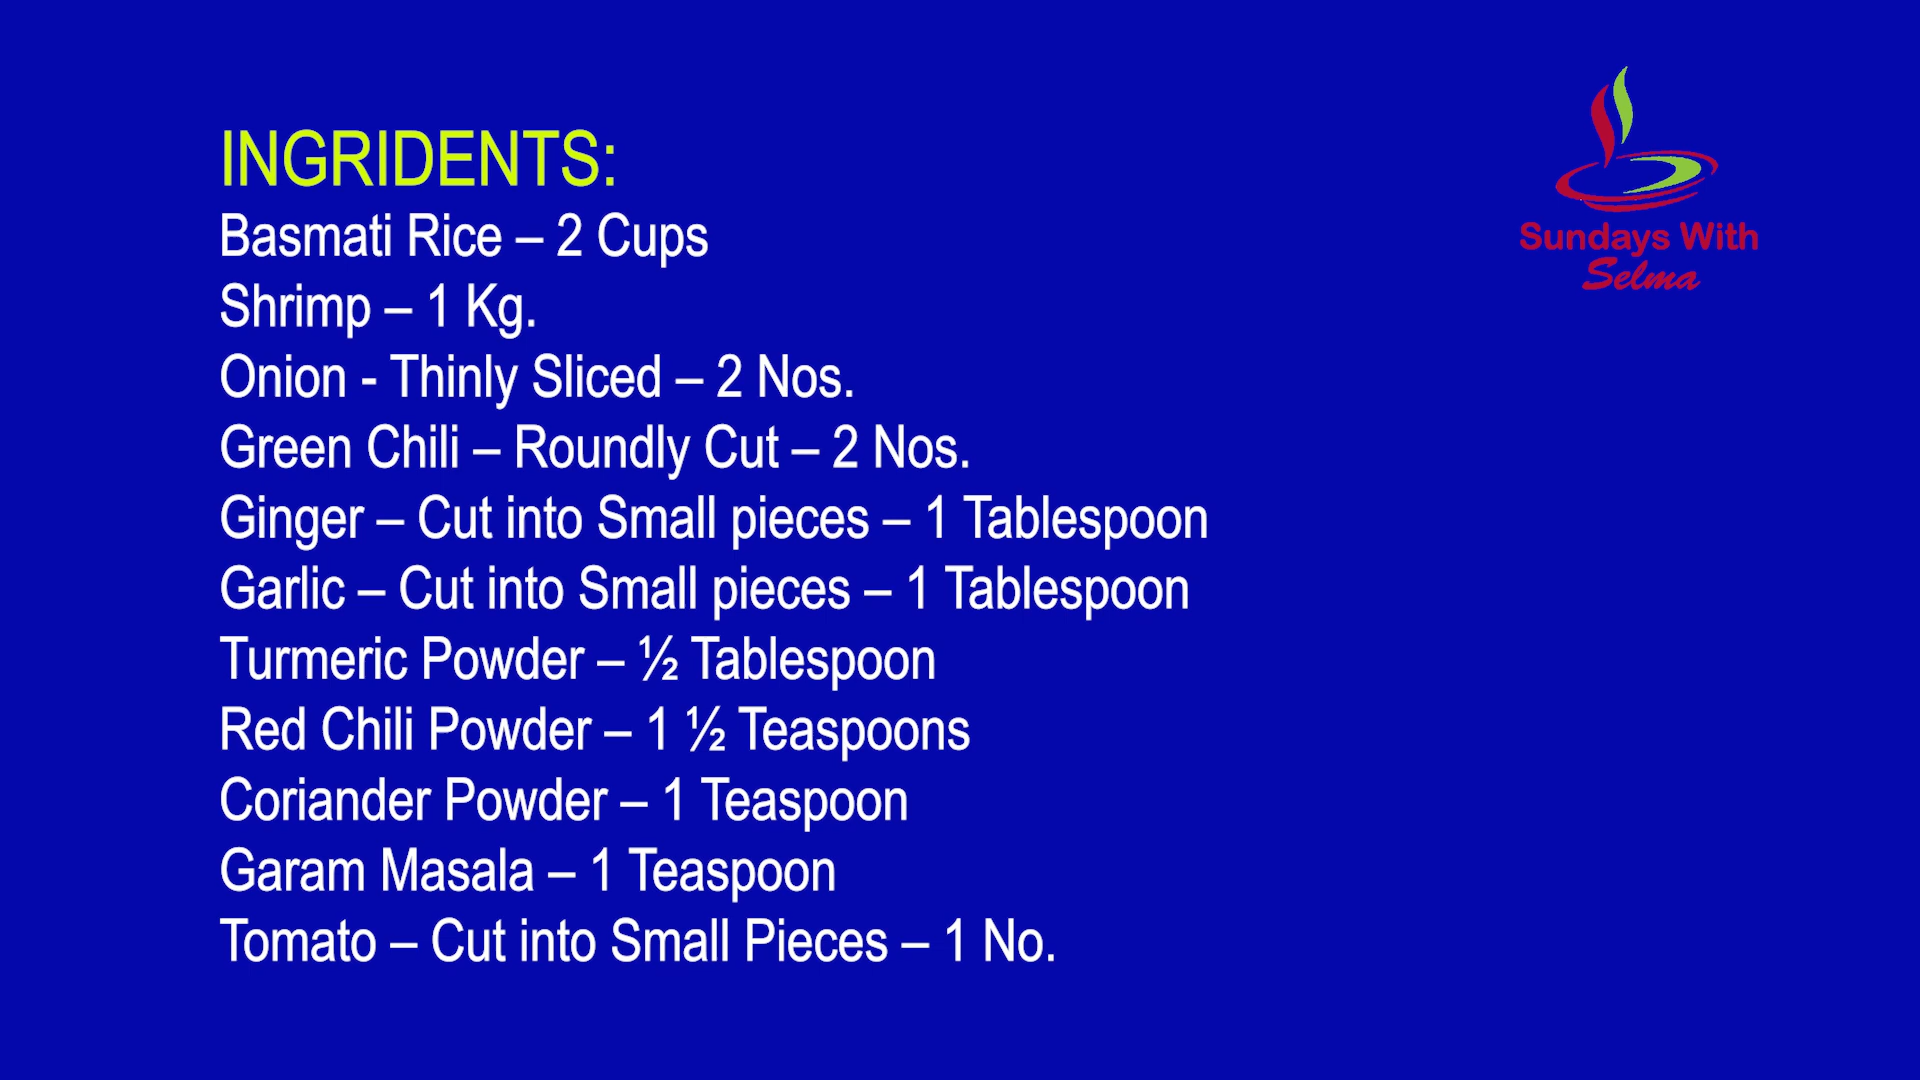 INGRIDENTS:
Basmati Rice – 2 Cups
Shrimp – 1 Kg.
Onion - Thinly Sliced – 2 Nos.
Green Chili – Roundly Cut – 2 Nos.
Ginger – Cut into Small pieces – 1 Tablespoon
Garlic – Cut into Small pieces – 1 Tablespoon
Turmeric Powder – ½ Tablespoon
Red Chili Powder – 1 ½ Teaspoons
Coriander Powder – 1 Teaspoon
Garam Masala – 1 Teaspoon
Tomato – Cut into Small Pieces – 1 No.
Sundays With
Selma